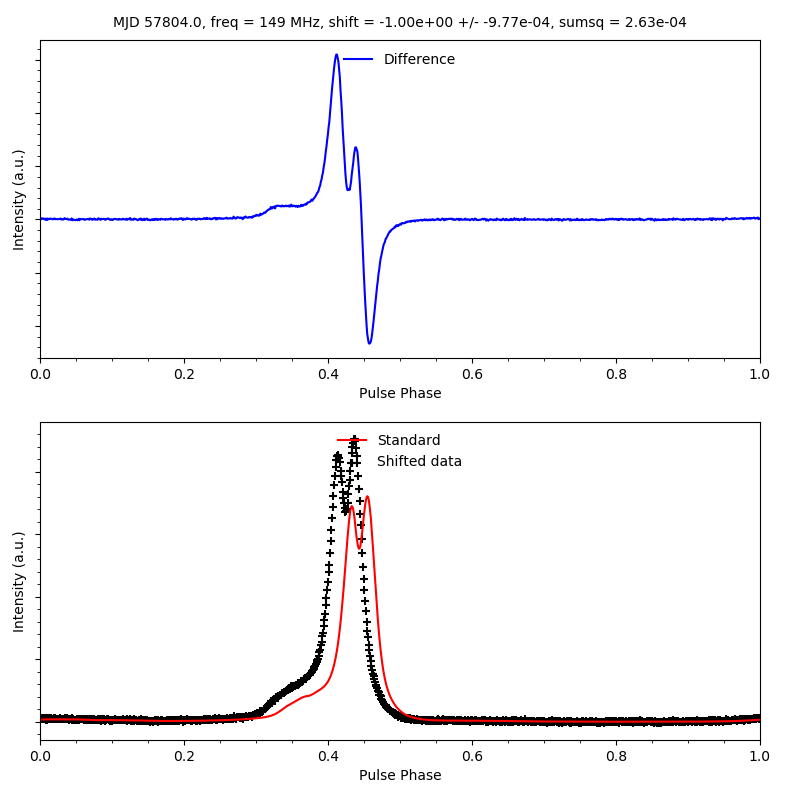 MJD 57804.0, freq = 149 MHz, shift = -1.00e+00 +/- -9.77e-04, sumsq = 2.63e-04
Difference
Intensity (a.u.)
0.0 0.2 0.4 0.6 0.8 1.0
Pulse Phase
Standard
Shifted data
Intensity (a.u.)
0.0 0.2 0.4 0.6 0.8 1.0
Pulse Phase